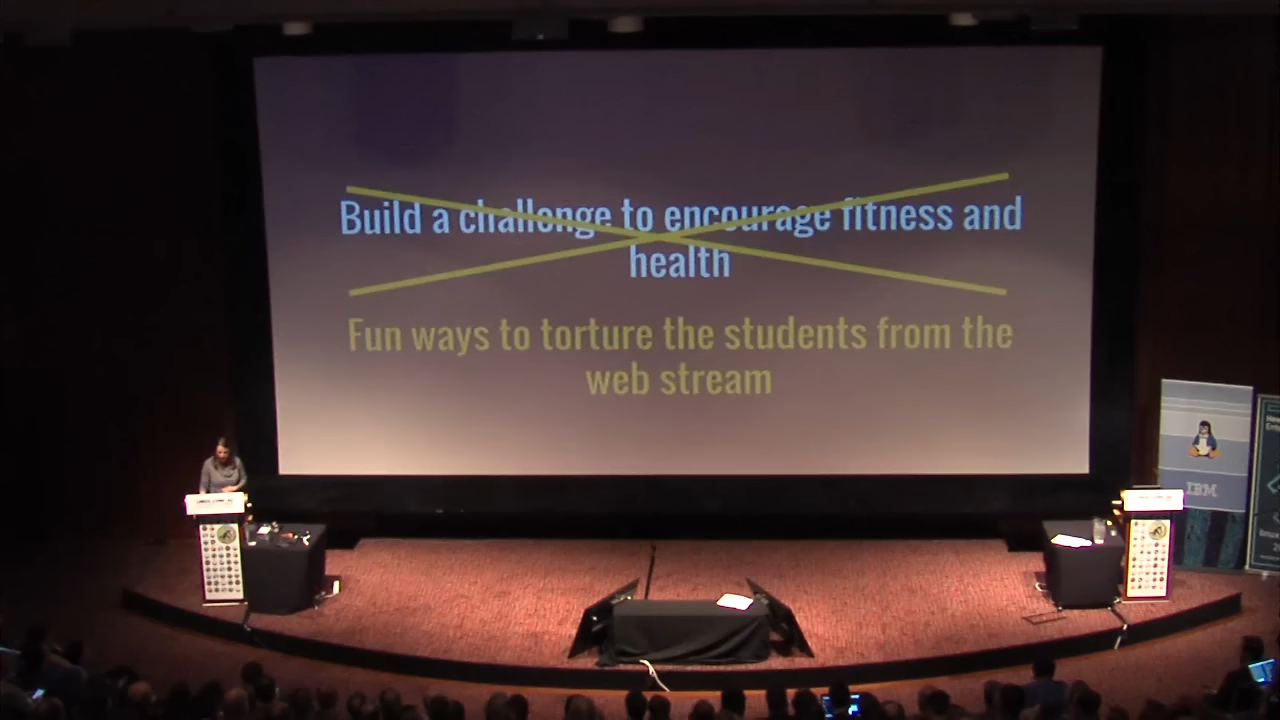 Build a challenge to encourage fitness and
health
Fun ways to torture the students from the
web stream
IBM